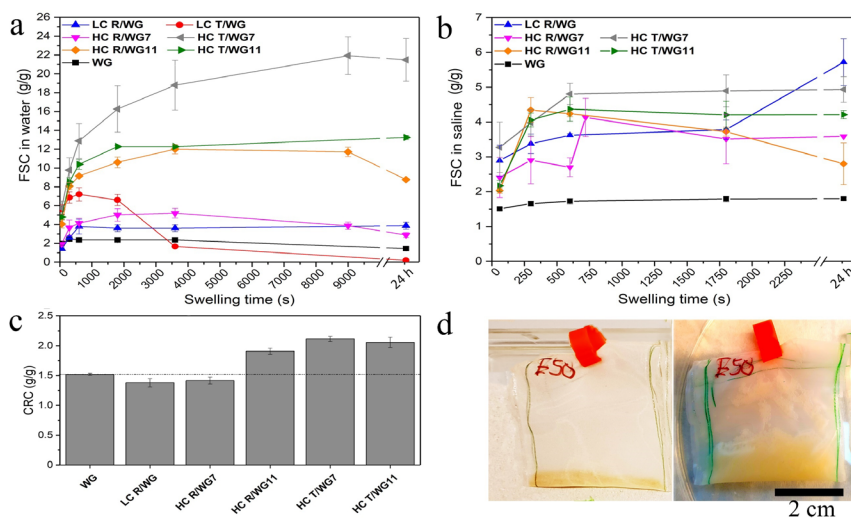 a
LC R/WG
LC T/WG
HC R/WG7
HC T/WG7
HC R/WG11
HC T/WG11
WG
FSC in water (g/g)
26
24
22
20
18
16
14
12
10
8
6
4
2
0
0
1000
2000
3000
4000
5000
6000
7000
8000
9000
24 h
Swelling time (s)
b
LC R/WG
HC R/WG7
HC T/WG7
HC R/WG11
HC T/WG11
WG
FSC in saline (g/g)
7
6
5
4
3
2
1
0
0
250
500
750
1000
1250
1500
1750
2000
2250
24 h
Swelling time (s)
c
CRC (g/g)
2.5
2.0
1.5
1.0
0.5
0.0
WG
LC R/WG
HC R/WG7
HC R/WG11
HC T/WG7
HC T/WG11
d
E50
E50
2 cm